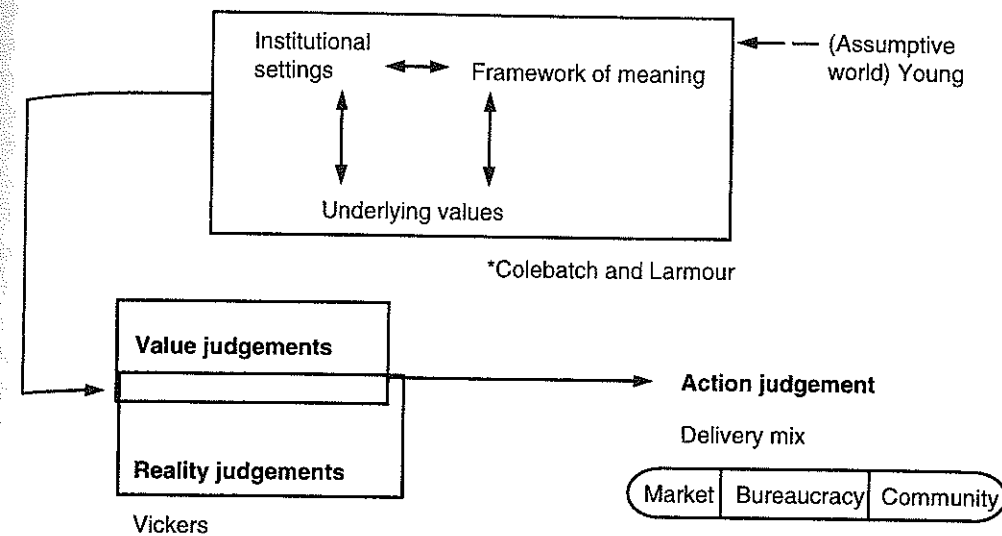 Institutional
settings
Framework of meaning
(Assumptive
world) Young
Underlying values
*Colebatch and Larmour
Value judgements
Action judgement
Delivery mix
Reality judgements
Market Bureaucracy Community
Vickers